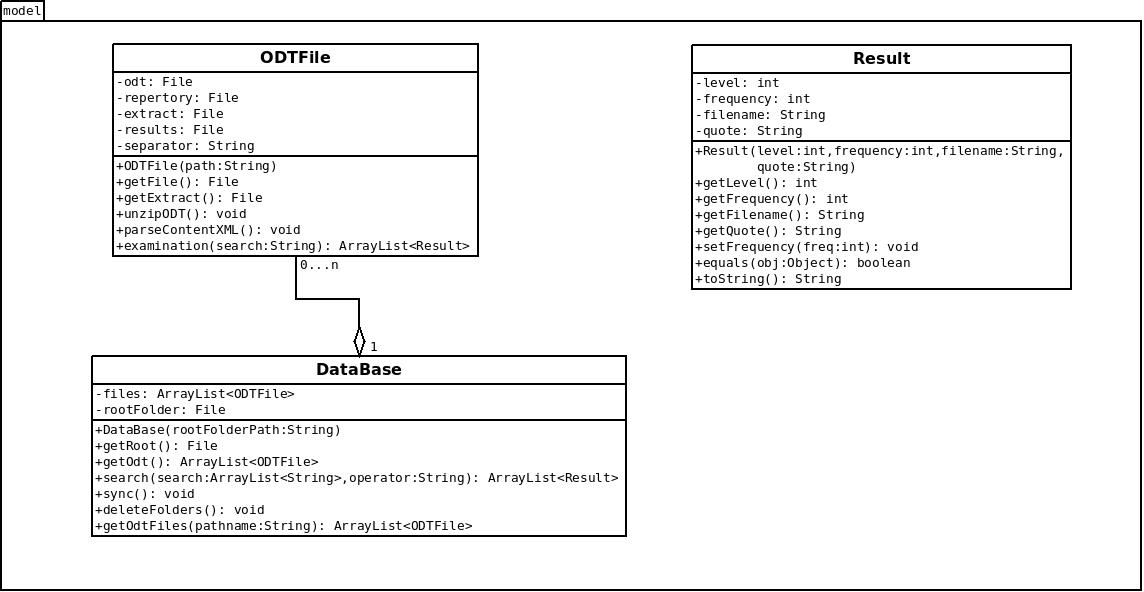 model
ODTFile
-odt: File
-repertory: File
-extract: File
-results: File
-separator: String
+ODTFile(path:String)
+getFile(): File
+getExtract(): File
+unzipODT(): void
+parseContentXML(): void
+examination(search:String): ArrayList<Result>
0...n
1
Result
-level: int
-frequency: int
-filename: String
-quote: String
+Result(level:int,frequency:int,filename:String,
quote:String)
+getLevel(): int
+getFrequency(): int
+getFilename(): String
+getQuote(): String
+setFrequency(freq:int): void
+equals(obj:Object): boolean
+toString(): String
DataBase
-files: ArrayList<ODTFile>
-rootFolder: File
+DataBase(rootFolderPath:String)
+getRoot(): File
+getOdt(): ArrayList<ODTFile>
+search(search:ArrayList<String>,operator:String): ArrayList<Result>
+sync(): void
+deleteFolders(): void
+getOdtFiles(pathname:String): ArrayList<ODTFile>